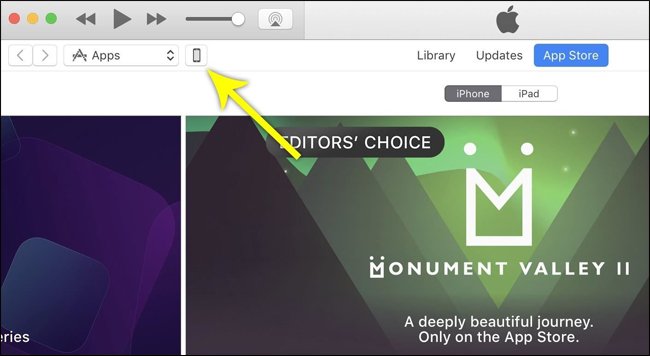 Apps
Library
Updates
App Store
iPhone
iPad
EDITORS' CHOICE
MONUMENT VALLEY II
A deeply beautiful journey.
Only on the App Store.
eries